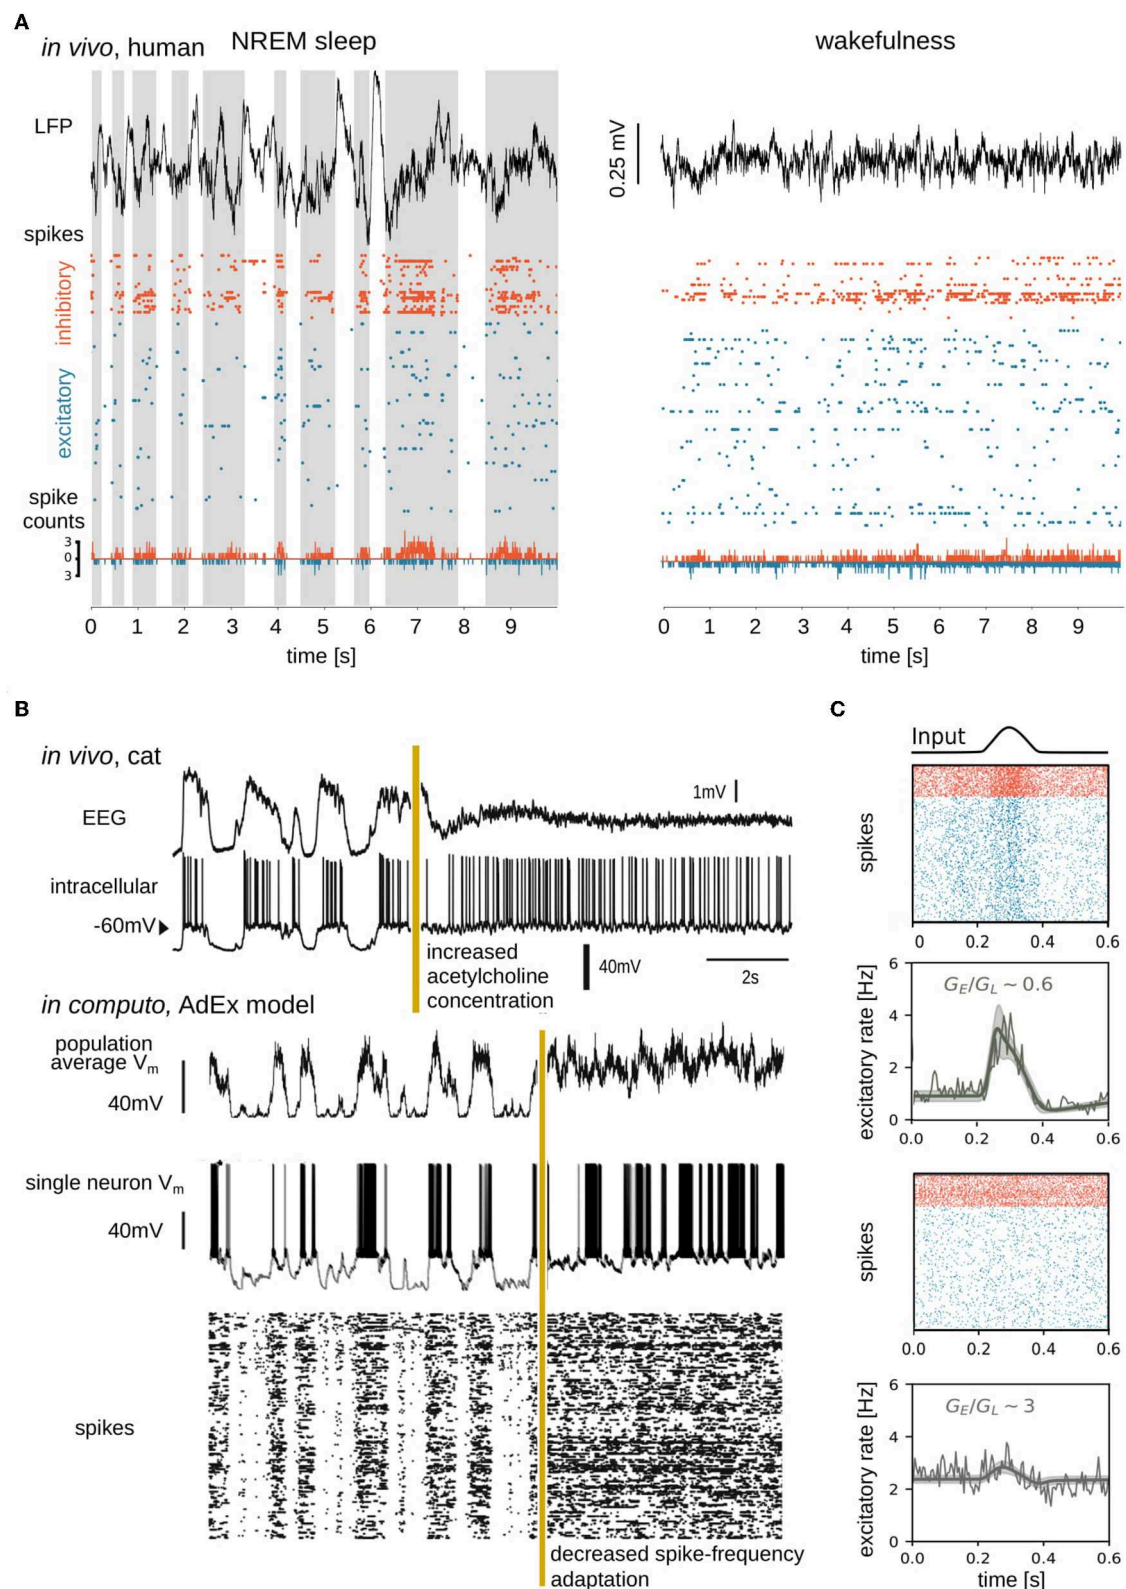 A
in vivo, human
NREM sleep
wakefulness
LFP
0.25 mV
spikes
inhibitory
excitatory
spike
counts
3
0
3
0 1 2 3 4 5 6 7 8 9
time [s]
0 1 2 3 4 5 6 7 8 9
time [s]
B
in vivo, cat
EEG
1mV
intracellular
-60mV
increased
acetylcholine
concentration
40mV
2s
in computo, AdEx model
population
average Vm
40mV
single neuron Vm
40mV
spikes
decreased spike-frequency
adaptation
C
Input
spikes
0 0.2 0.4 0.6
excitatory rate [Hz]
6
4
2
0
GE/GL ~ 0.6
0.0 0.2 0.4 0.6
spikes
0.0 0.2 0.4 0.6
excitatory rate [Hz]
6
4
2
0
GE/GL ~ 3
0.0 0.2 0.4 0.6
time [s]